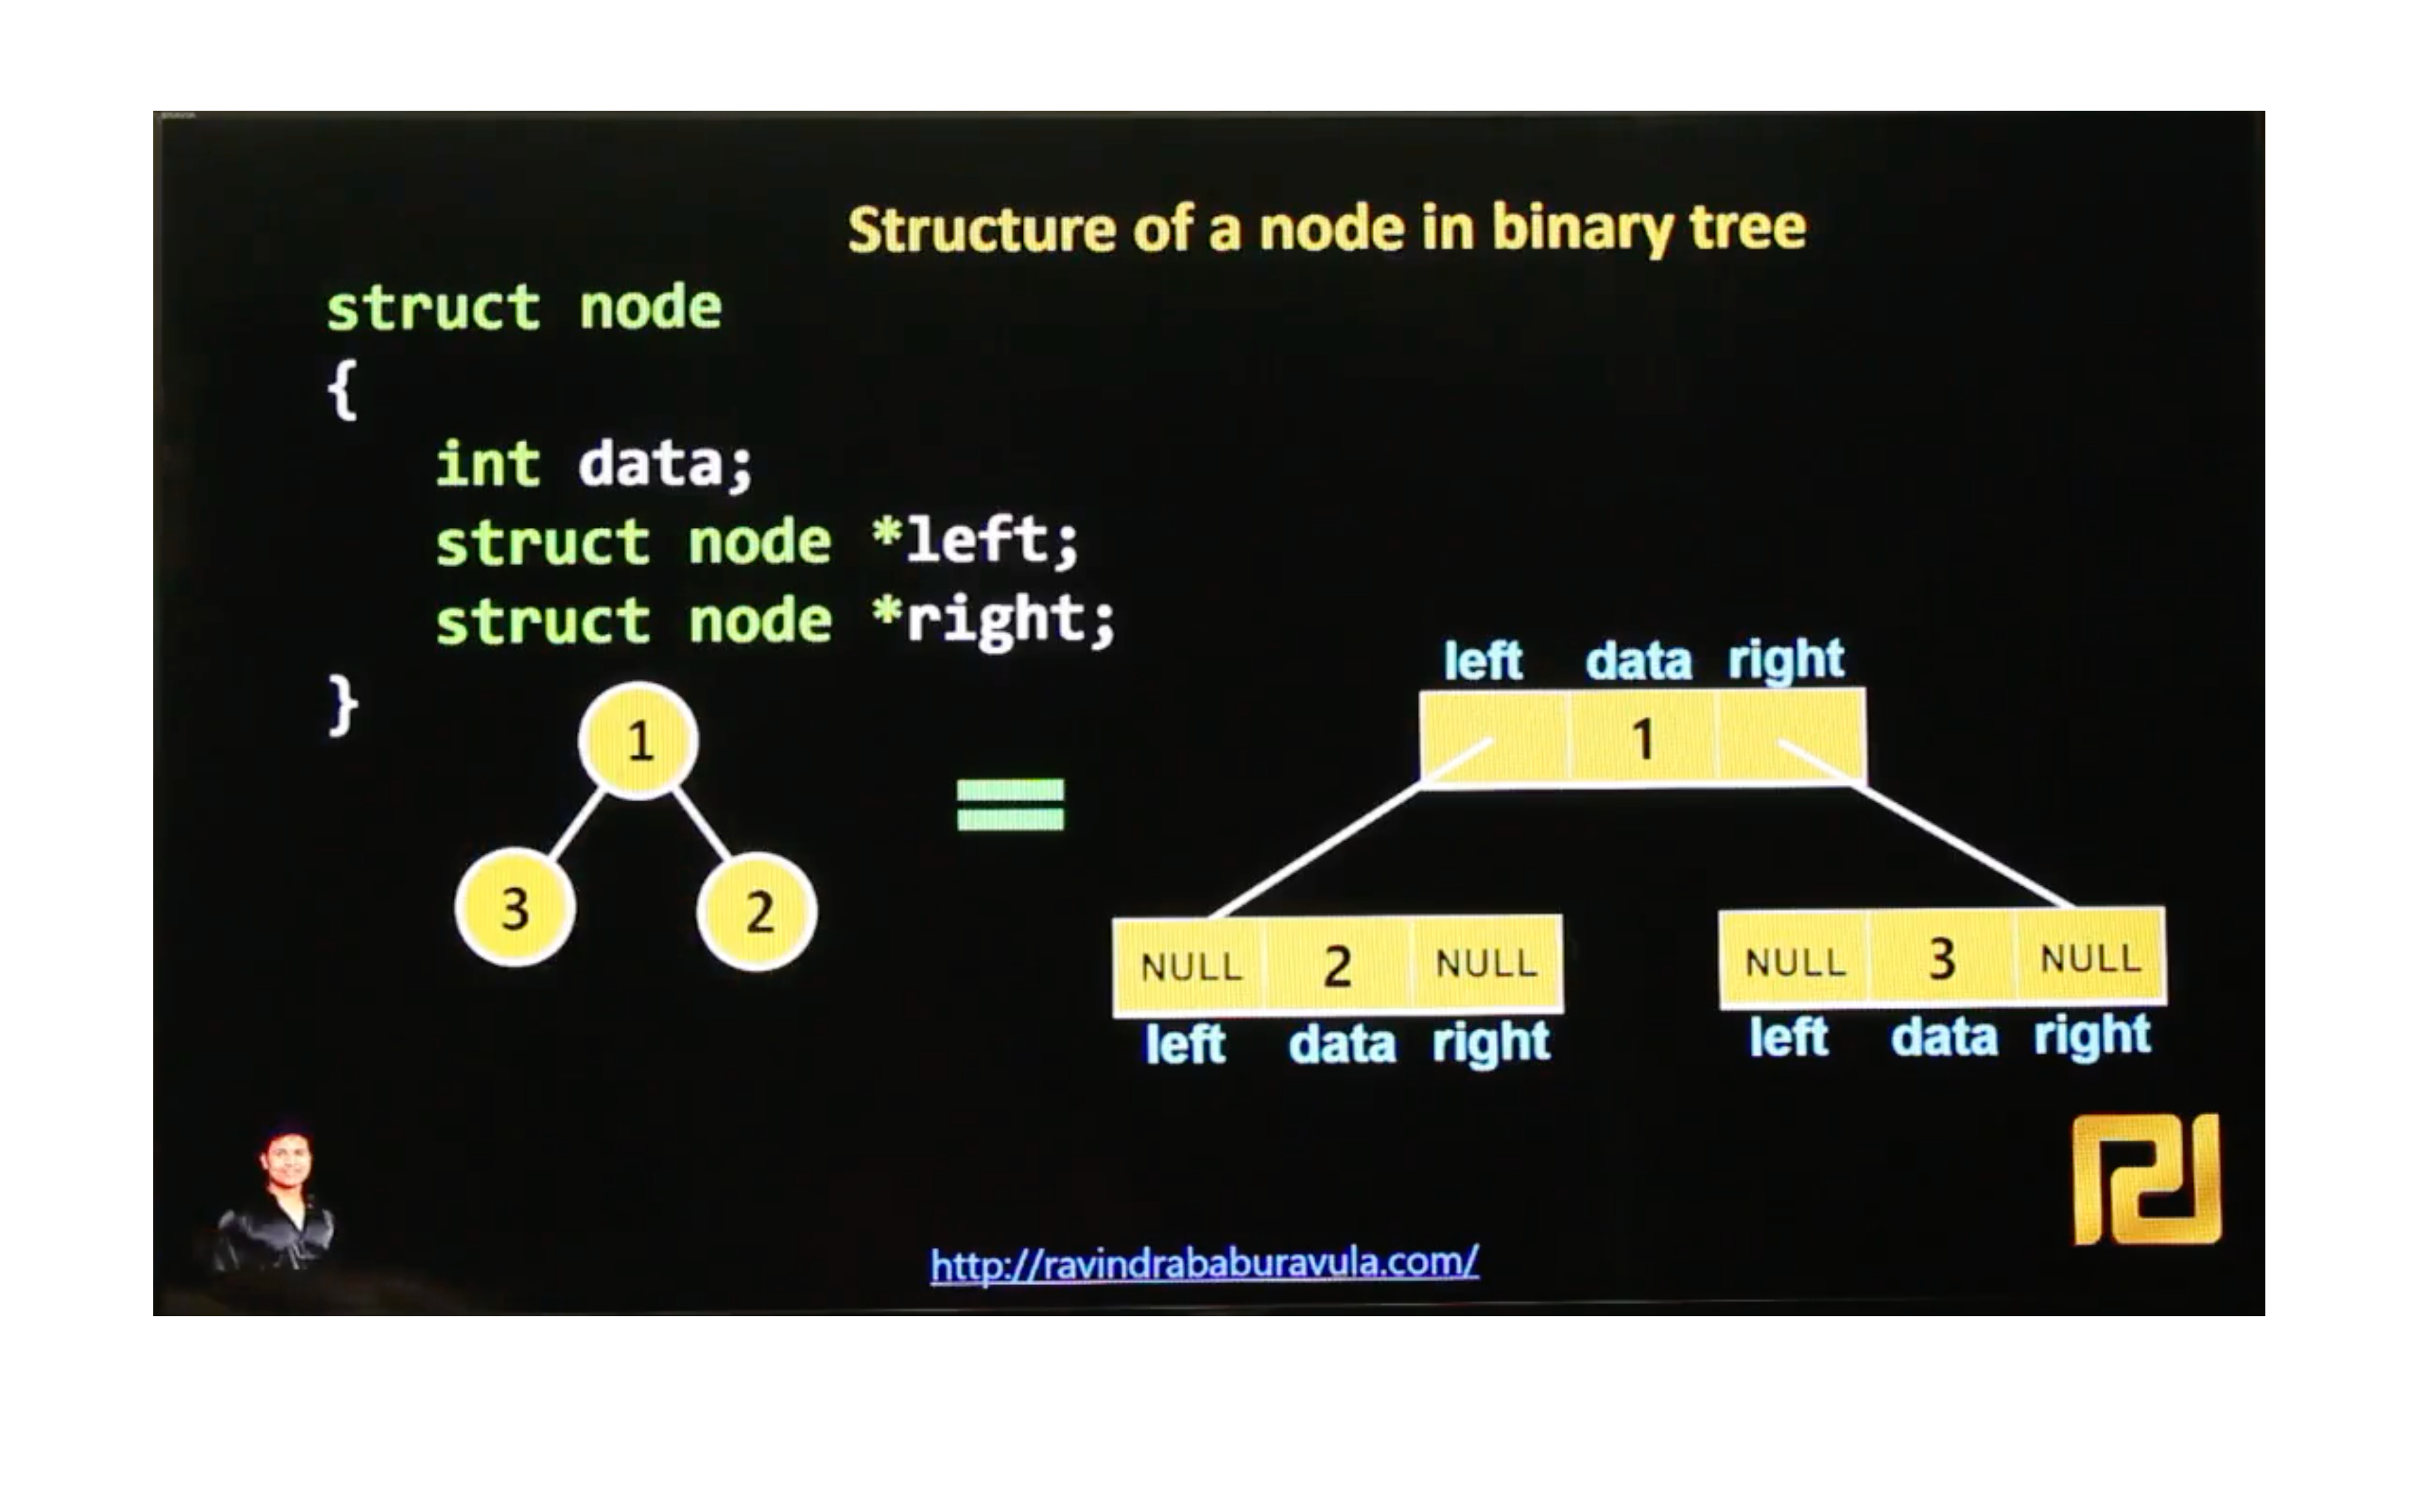 Structure of a node in binary tree
struct node
{
int data;
struct node *left;
struct node *right;
}
1
3
2
left data right
1
NULL 2 NULL
left data right
NULL 3 NULL
left data right
http://ravindrababuravula.com/